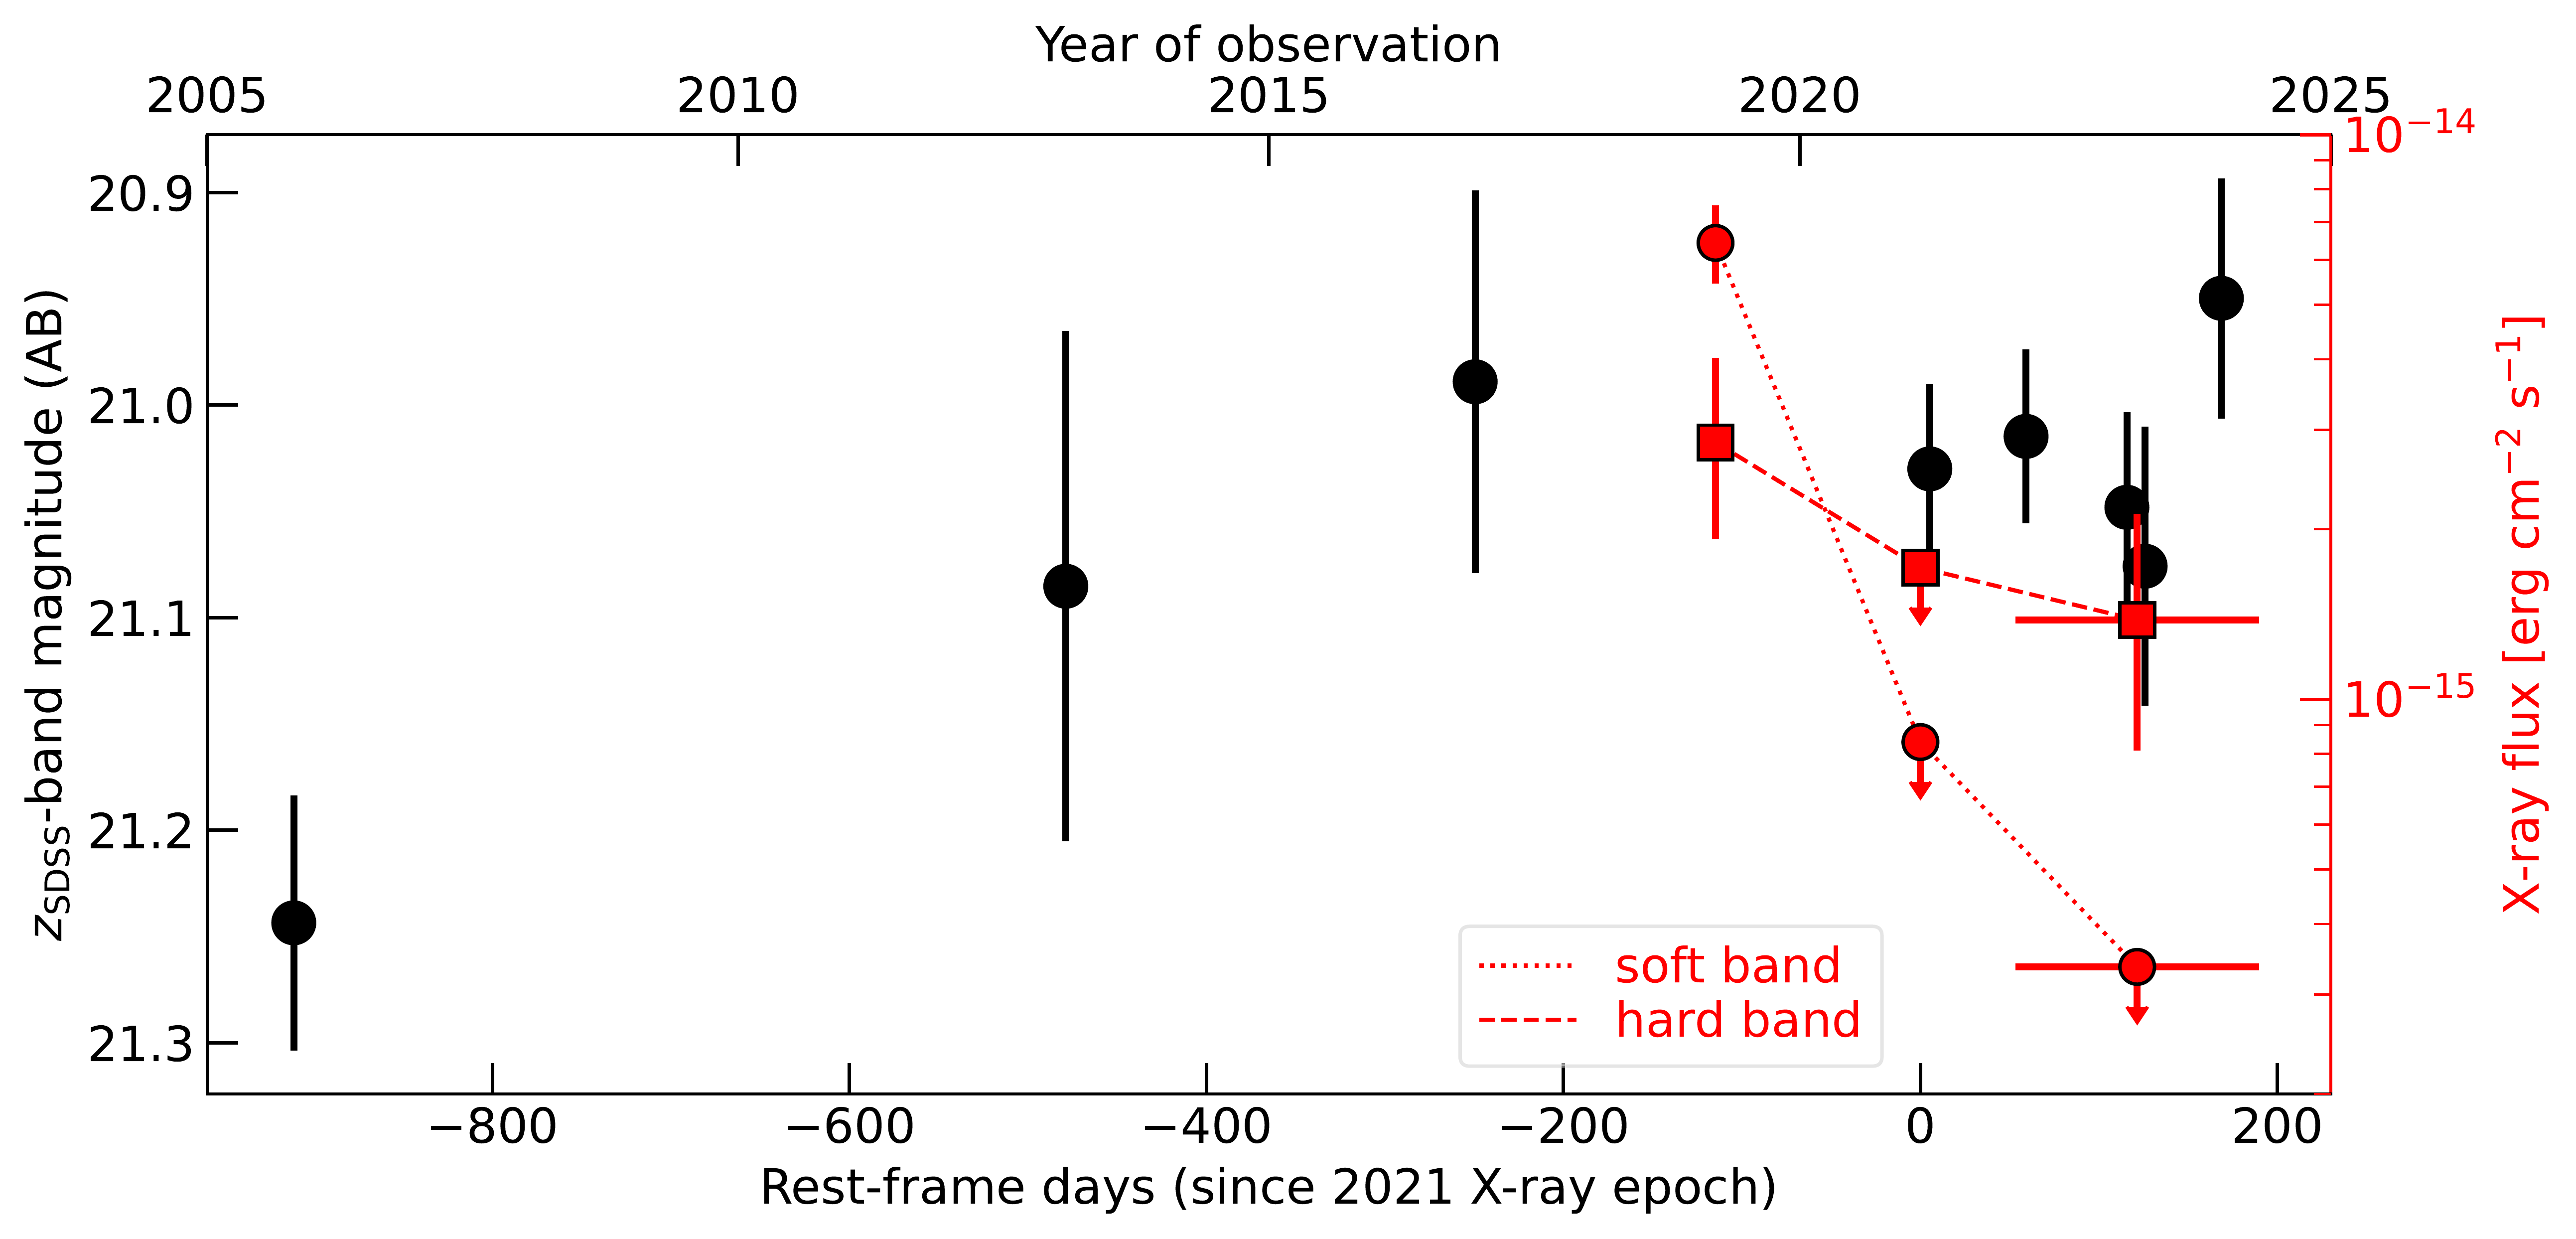 Year of observation
2005 2010 2015 2020 2025
z_SDSS-band magnitude (AB)
20.9
21.0
21.1
21.2
21.3
10^−14
10^−15
X-ray flux [erg cm^−2 s^−1]
soft band
hard band
−800 −600 −400 −200 0 200
Rest-frame days (since 2021 X-ray epoch)